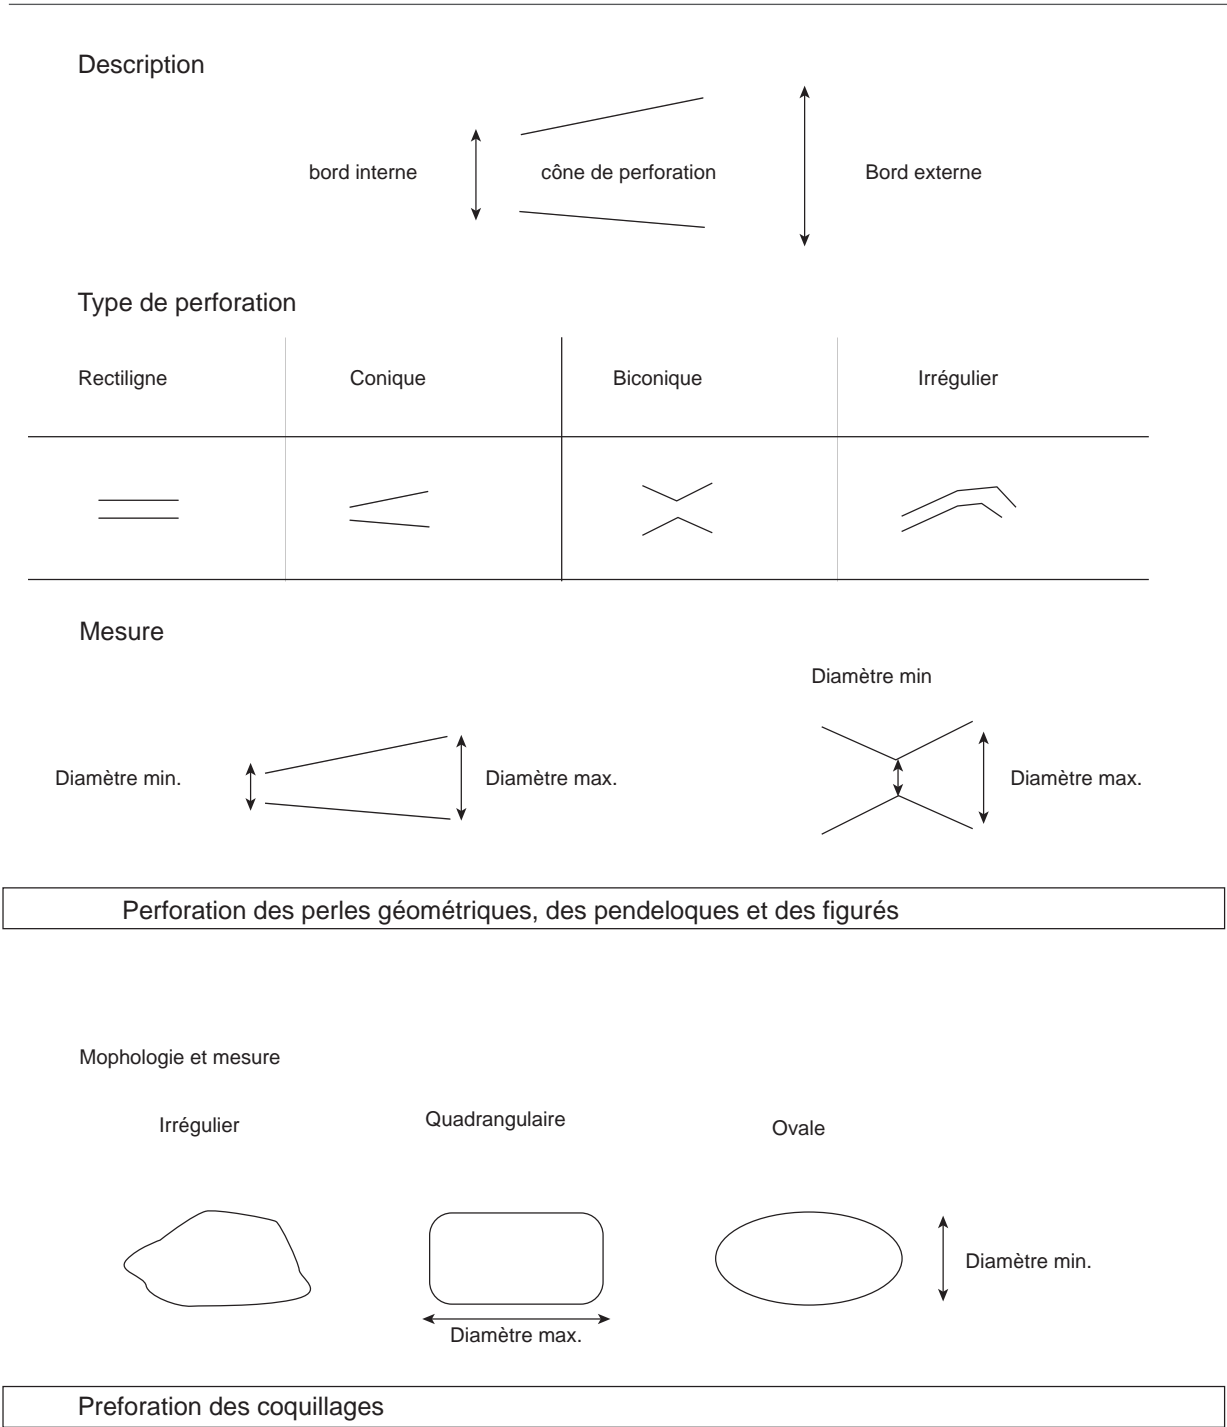 Description
bord interne
cône de perforation
Bord externe
Type de perforation
Rectiligne
Conique
Biconique
Irrégulier
Mesure
Diamètre min
Diamètre min.
Diamètre max.
Diamètre max.
Perforation des perles géométriques, des pendeloques et des figurés
Mophologie et mesure
Irrégulier
Quadrangulaire
Ovale
Diamètre min.
Diamètre max.
Preforation des coquillages